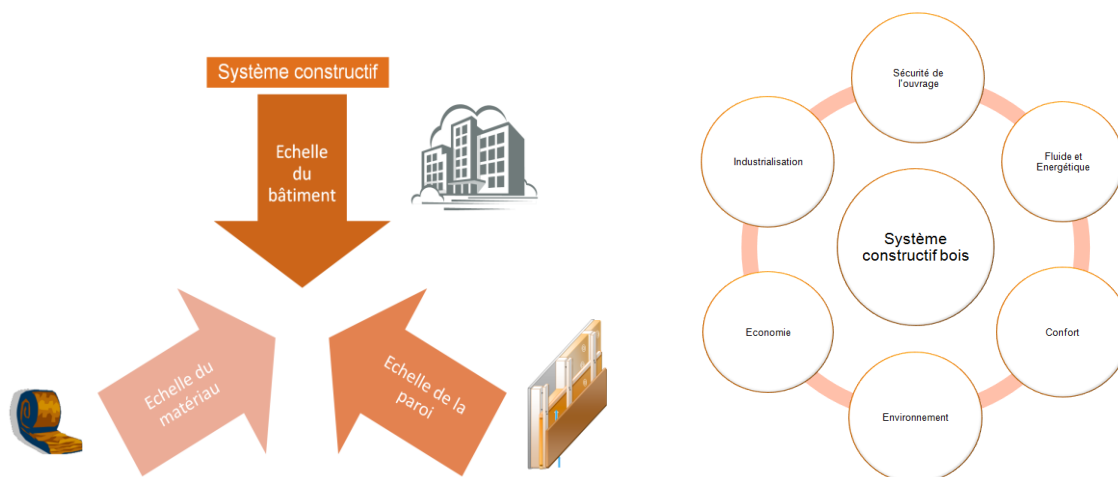 Système constructif
Echelle
du
bâtiment
Echelle du
matériau
Echelle de la
paroi
Sécurité de
l'ouvrage
Fluide et
Energétique
Confort
Environnement
Economie
Industrialisation
Système
constructif bois